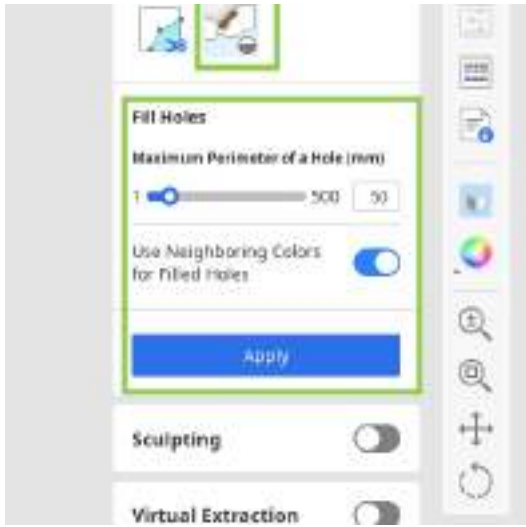 Fill Holes
Maximum Perimeter of a Hole (mm)
1 500 50
Use Neighboring Colors
for Filled Holes
Apply
Sculpting
Virtual Extraction